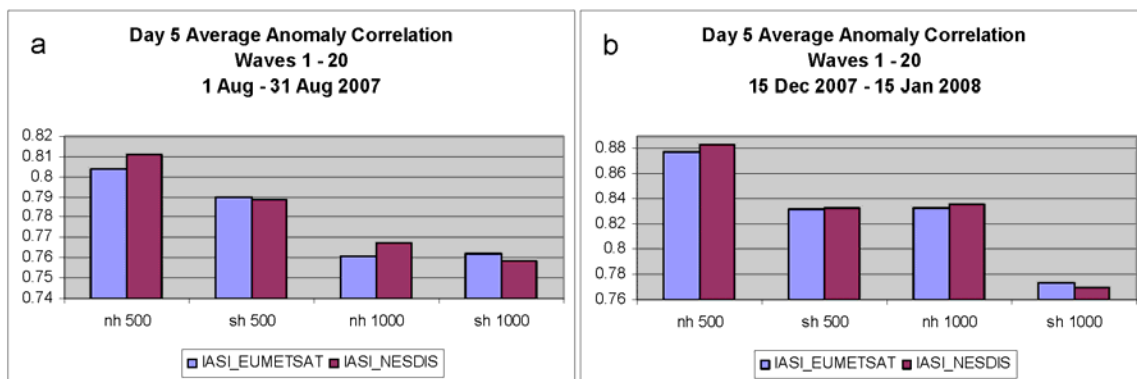 a
Day 5 Average Anomaly Correlation
Waves 1 - 20
1 Aug - 31 Aug 2007
0.82
0.81
0.8
0.79
0.78
0.77
0.76
0.75
0.74
nh 500 sh 500 nh 1000 sh 1000
IASI_EUMETSAT IASI_NESDIS
b
Day 5 Average Anomaly Correlation
Waves 1 - 20
15 Dec 2007 - 15 Jan 2008
0.88
0.86
0.84
0.82
0.8
0.78
0.76
nh 500 sh 500 nh 1000 sh 1000
IASI_EUMETSAT IASI_NESDIS